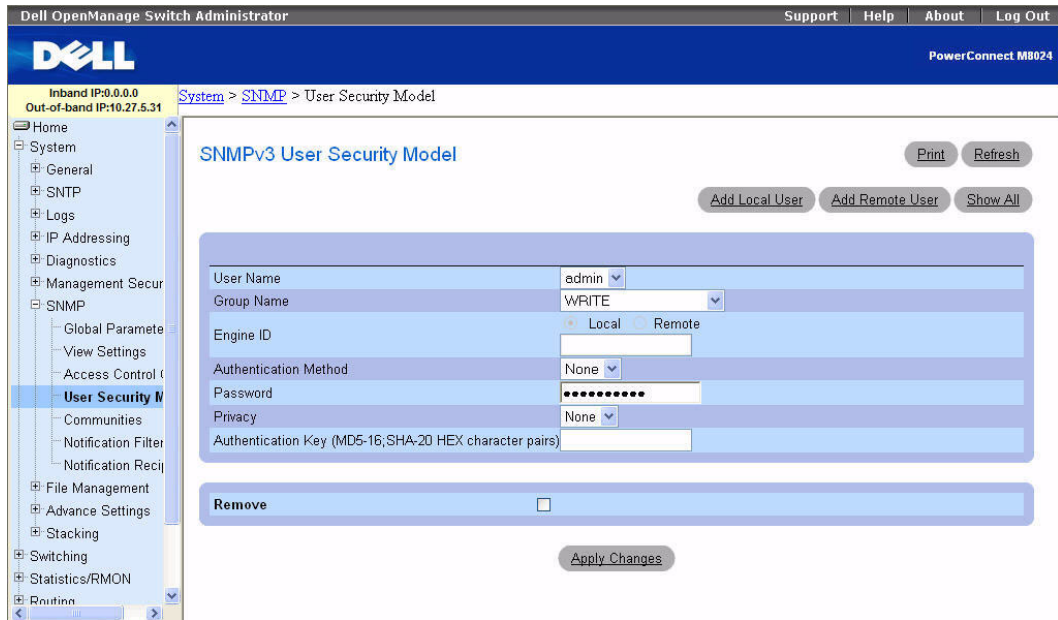 Dell OpenManage Switch Administrator
Support Help About Log Out
DELL
PowerConnect M8024
Inband IP:0.0.0.0
Out-of-band IP:10.27.5.31
System > SNMP > User Security Model
Home
System
General
SNTP
Logs
IP Addressing
Diagnostics
Management Secur
SNMP
Global Paramete
View Settings
Access Control
User Security M
Communities
Notification Filter
Notification Recip
File Management
Advance Settings
Stacking
Switching
Statistics/RMON
Routing
SNMPv3 User Security Model
Print Refresh
Add Local User Add Remote User Show All
User Name admin
Group Name WRITE
Engine ID Local Remote
Authentication Method None
Password ••••••••••
Privacy None
Authentication Key (MD5-16;SHA-20 HEX character pairs)
Remove
Apply Changes